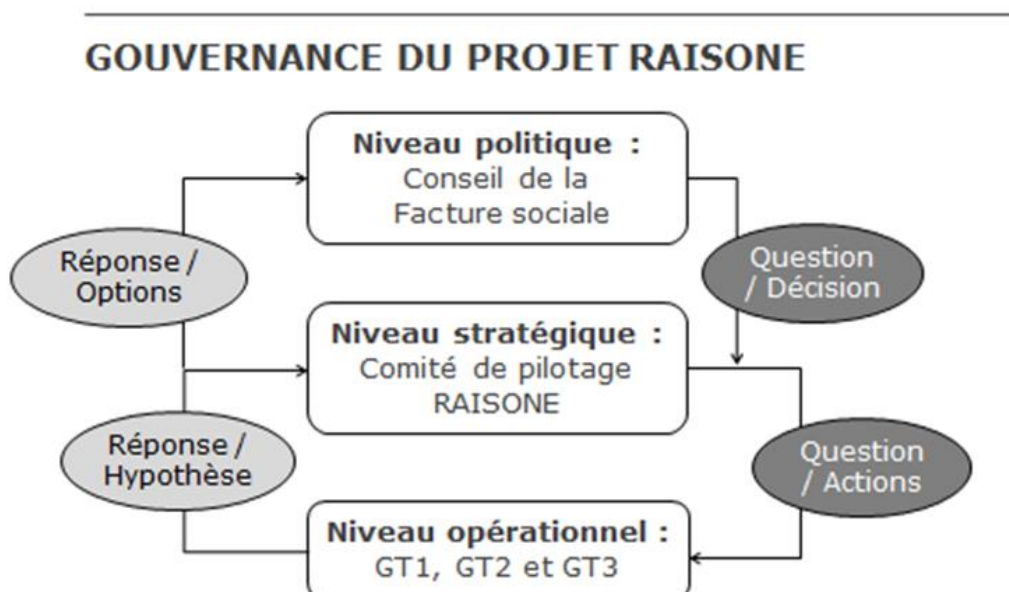 GOUVERNANCE DU PROJET RAISONE
Niveau politique :
Conseil de la
Facture sociale
Réponse /
Options
Question
/ Décision
Niveau stratégique :
Comité de pilotage
RAISONE
Réponse /
Hypothèse
Question
/ Actions
Niveau opérationnel :
GT1, GT2 et GT3